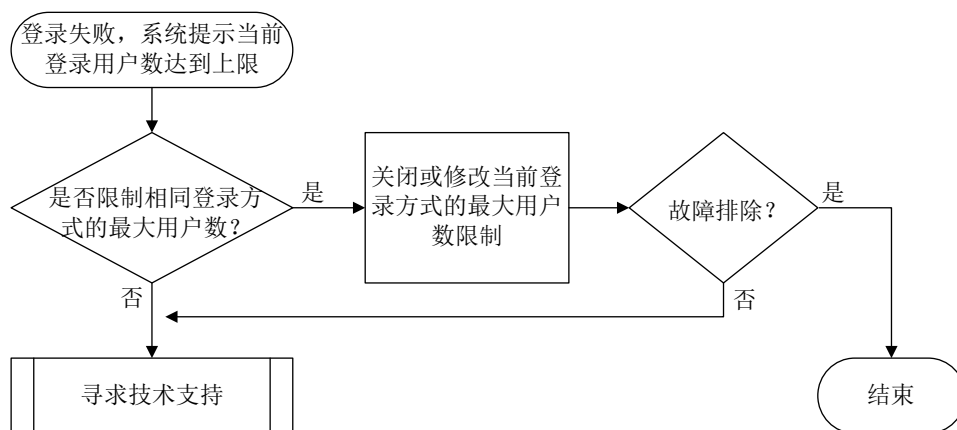 登录失败，系统提示当前
登录用户数达到上限
是否限制相同登录方
式的最大用户数？
是
关闭或修改当前登
录方式的最大用户
数限制
故障排除？
是
否
否
寻求技术支持
结束